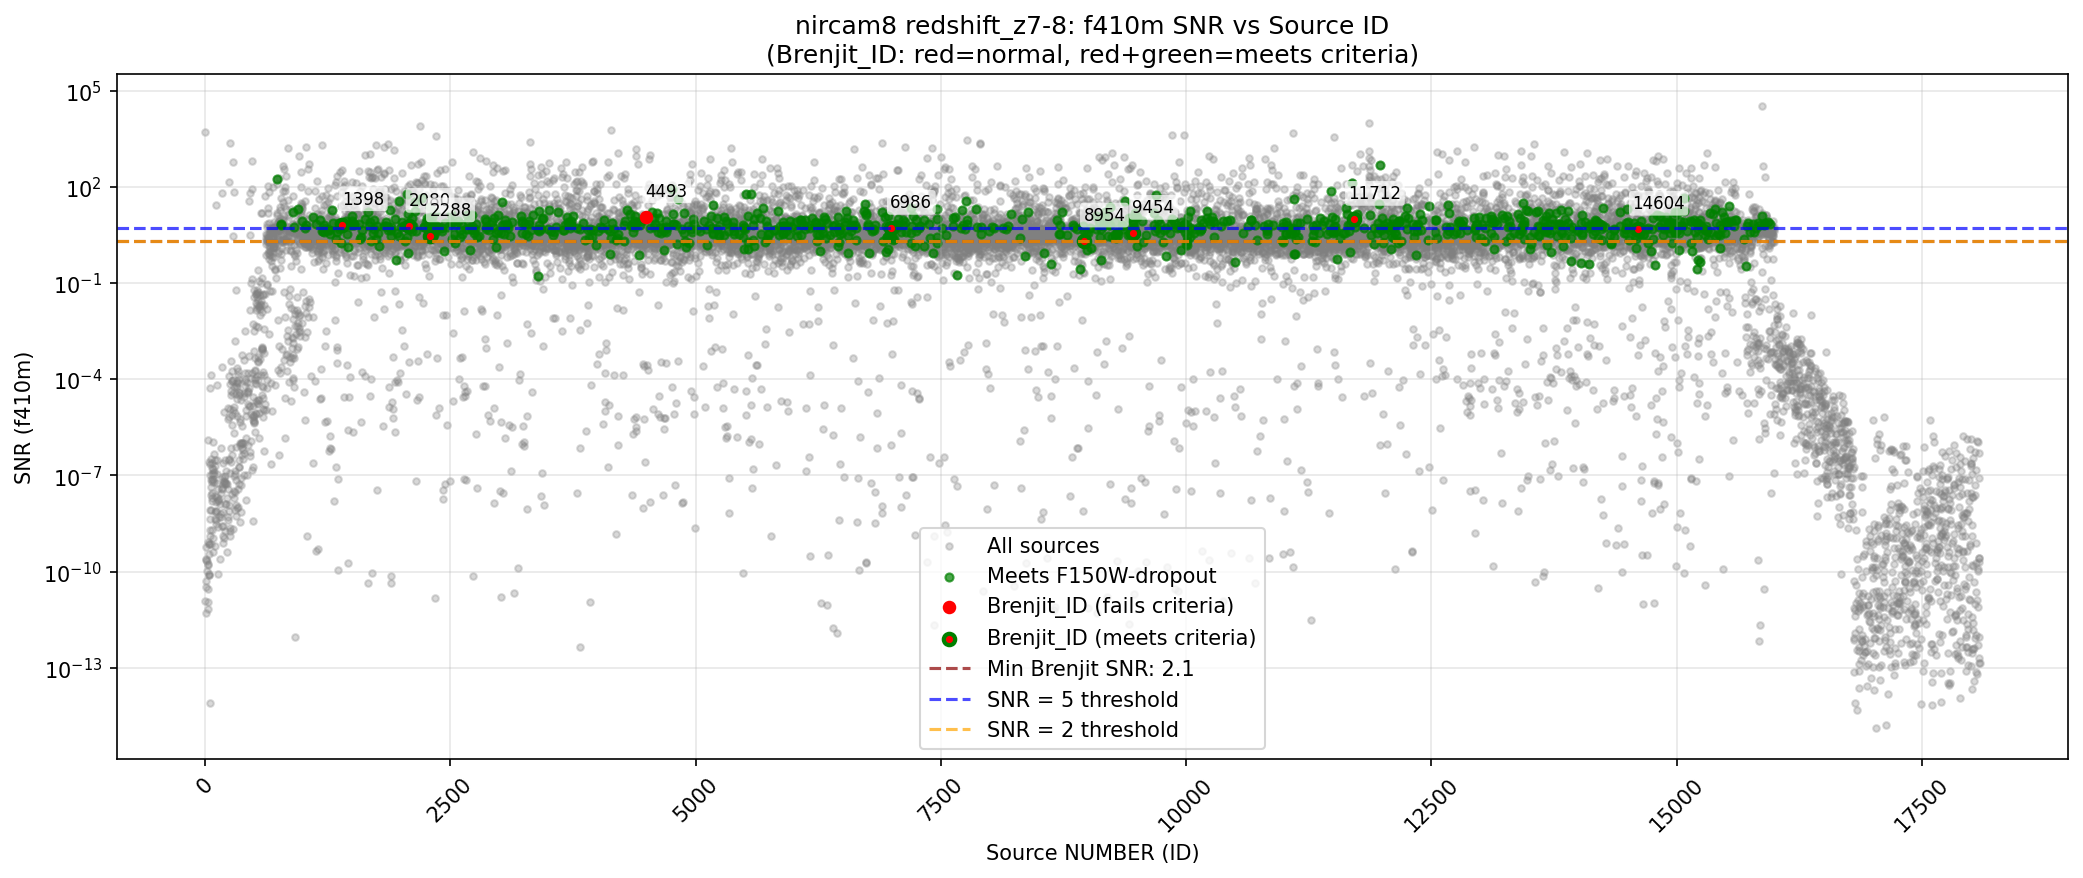 nircam8 redshift_z7-8: f410m SNR vs Source ID
(Brenjit_ID: red=normal, red+green=meets criteria)
SNR (f410m)
10^5
10^2
10^-1
10^-4
10^-7
10^-10
10^-13
1398
2080
2288
4493
6986
8954
9454
11712
14604
All sources
Meets F150W-dropout
Brenjit_ID (fails criteria)
Brenjit_ID (meets criteria)
Min Brenjit SNR: 2.1
SNR = 5 threshold
SNR = 2 threshold
0
2500
5000
7500
10000
12500
15000
17500
Source NUMBER (ID)